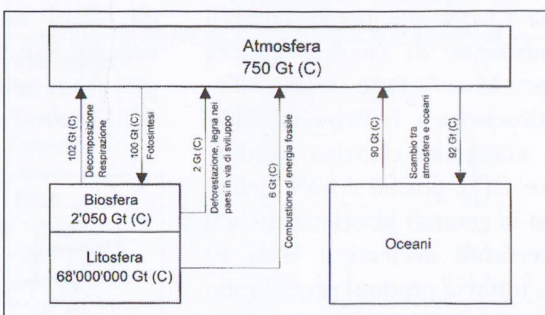 Atmosfera
750 Gt (C)
102 Gt (C)
Decomposizione
Respirazione
100 Gt (C)
Fotosintesi
2 Gt (C)
Deforestazione, legna nei
paesi in via di sviluppo
6 Gt (C)
Combustione di energia fossile
90 Gt (C)
Scambio tra
atmosfera e oceani
92 Gt (C)
Biosfera
2'050 Gt (C)
Litosfera
68'000'000 Gt (C)
Oceani